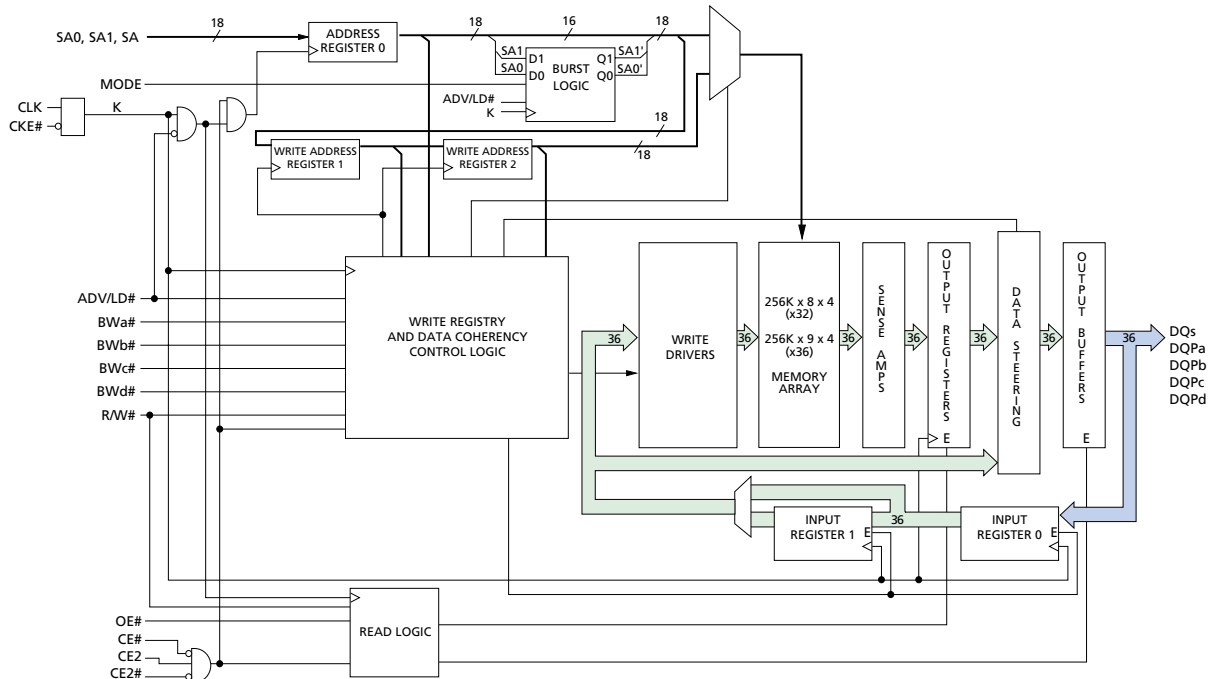 18
SA0, SA1, SA
ADDRESS
REGISTER 0
18
16
18
SA1
SA0
D1
D0
BURST
LOGIC
Q1
Q0
SA1'
SA0'
MODE
ADV/LD#
K
CLK
CKE#
K
18
18
WRITE ADDRESS
REGISTER 1
WRITE ADDRESS
REGISTER 2
ADV/LD#
BWa#
BWb#
BWc#
BWd#
R/W#
WRITE REGISTRY
AND DATA COHERENCY
CONTROL LOGIC
36
WRITE
DRIVERS
36
256K x 8 x 4
(x32)
256K x 9 x 4
(x36)
MEMORY
ARRAY
36
SENSE AMPS
36
OUTPUT REGISTERS
E
36
DATA STEERING
36
OUTPUT BUFFERS
E
36
DQs
DQPa
DQPb
DQPc
DQPd
INPUT
REGISTER 1
E
36
INPUT
REGISTER 0
E
OE#
CE#
CE2
CE2#
READ LOGIC